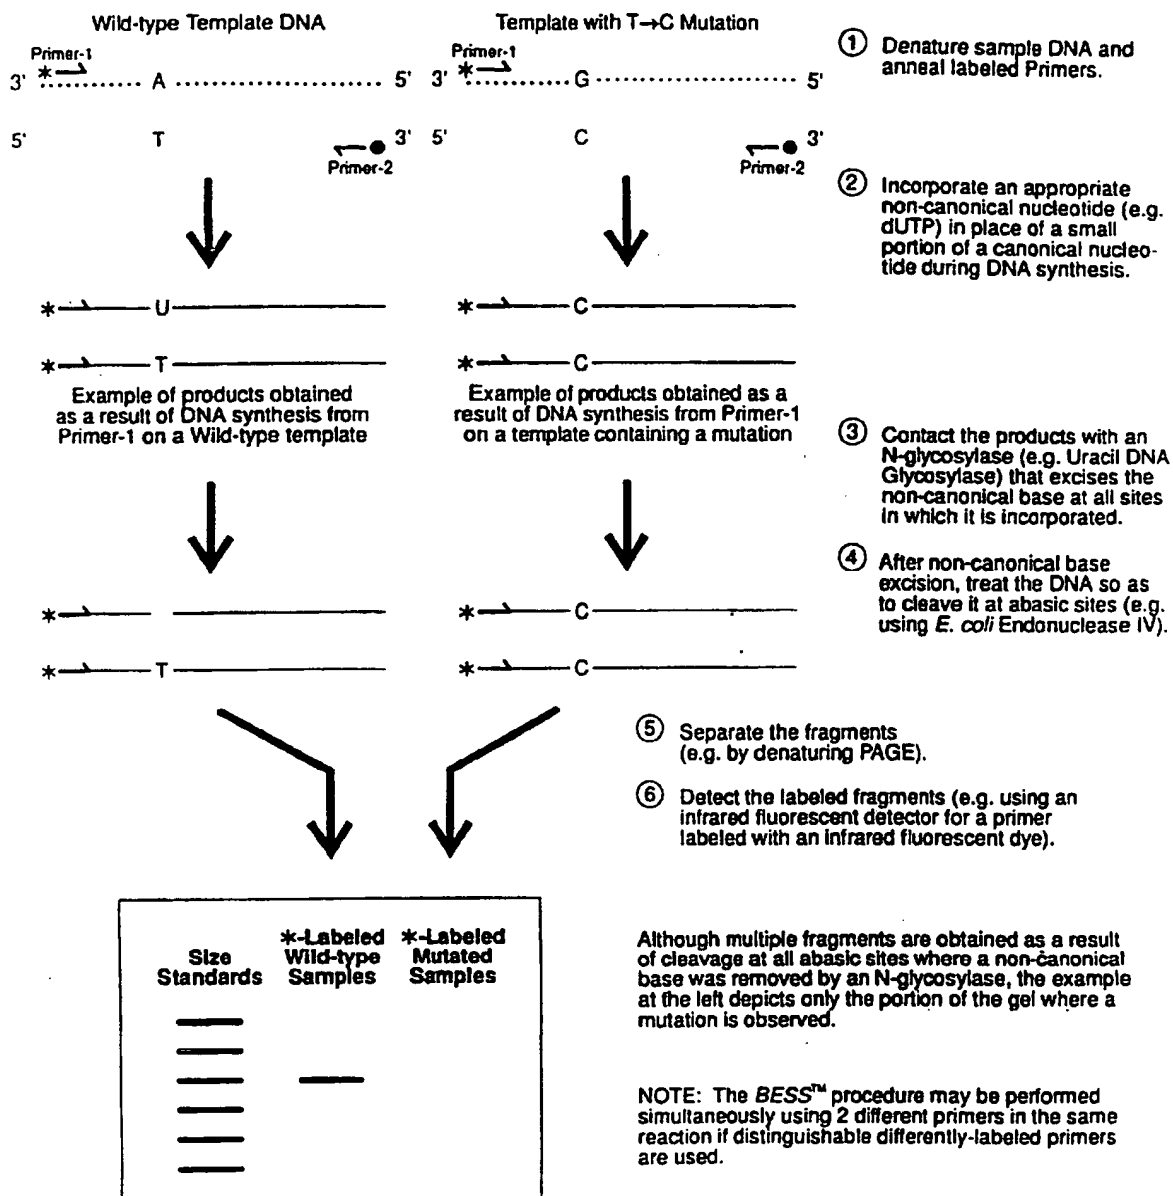 Wild-type Template DNA
Template with T→C Mutation
Primer-1
Primer-1
3' * A 5'
* G 5'
3'
5' T 3'
5' C 3'
Primer-2
Primer-2
① Denature sample DNA and
anneal labeled Primers.
② Incorporate an appropriate
non-canonical nucleotide (e.g.
dUTP) in place of a small
portion of a canonical nucleo-
tide during DNA synthesis.
* U
* C
* T
* C
Example of products obtained
as a result of DNA synthesis from
Primer-1 on a Wild-type template
Example of products obtained as a
result of DNA synthesis from Primer-1
on a template containing a mutation
③ Contact the products with an
N-glycosylase (e.g. Uracil DNA
Glycosylase) that excises the
non-canonical base at all sites
in which it is incorporated.
④ After non-canonical base
excision, treat the DNA so as
to cleave it at abasic sites (e.g.
using E. coli Endonuclease IV).
*
* C
* T
* C
⑤ Separate the fragments
(e.g. by denaturing PAGE).
⑥ Detect the labeled fragments (e.g. using an
infrared fluorescent detector for a primer
labeled with an infrared fluorescent dye).
Size
Standards
*-Labeled
Wild-type
Samples
*-Labeled
Mutated
Samples
Although multiple fragments are obtained as a result
of cleavage at all abasic sites where a non-canonical
base was removed by an N-glycosylase, the example
at the left depicts only the portion of the gel where a
mutation is observed.
NOTE: The BESS™ procedure may be performed
simultaneously using 2 different primers in the same
reaction if distinguishable differently-labeled primers
are used.